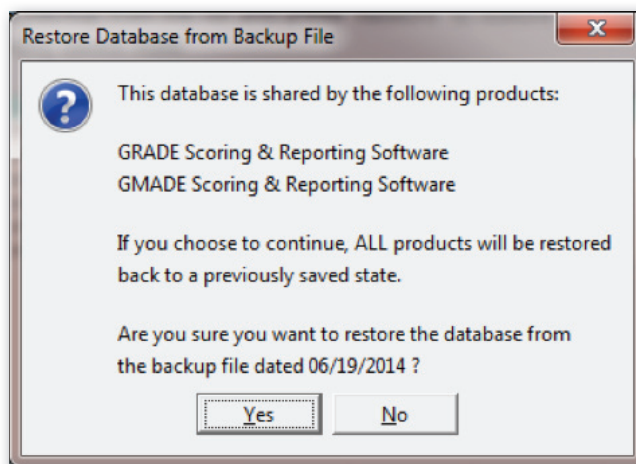 Restore Database from Backup File
This database is shared by the following products:
GRADE Scoring & Reporting Software
GMADE Scoring & Reporting Software
If you choose to continue, ALL products will be restored
back to a previously saved state.
Are you sure you want to restore the database from
the backup file dated 06/19/2014 ?
Yes No